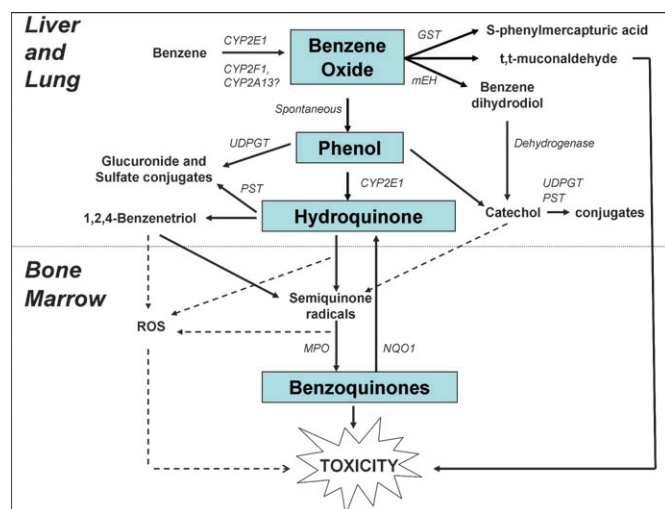 Liver
and
Lung
Benzene
CYP2E1
CYP2F1,
CYP2A13?
Benzene
Oxide
GST
mEH
S-phenylmercapturic acid
t,t-muconaldehyde
Benzene
dihydrodiol
Spontaneous
Dehydrogenase
UDPGT
Phenol
Glucuronide and
Sulfate conjugates
PST
CYP2E1
UDPGT
PST
1,2,4-Benzenetriol
Hydroquinone
Catechol
conjugates
Bone
Marrow
Semiquinone
radicals
ROS
MPO
NQO1
Benzoquinones
TOXICITY